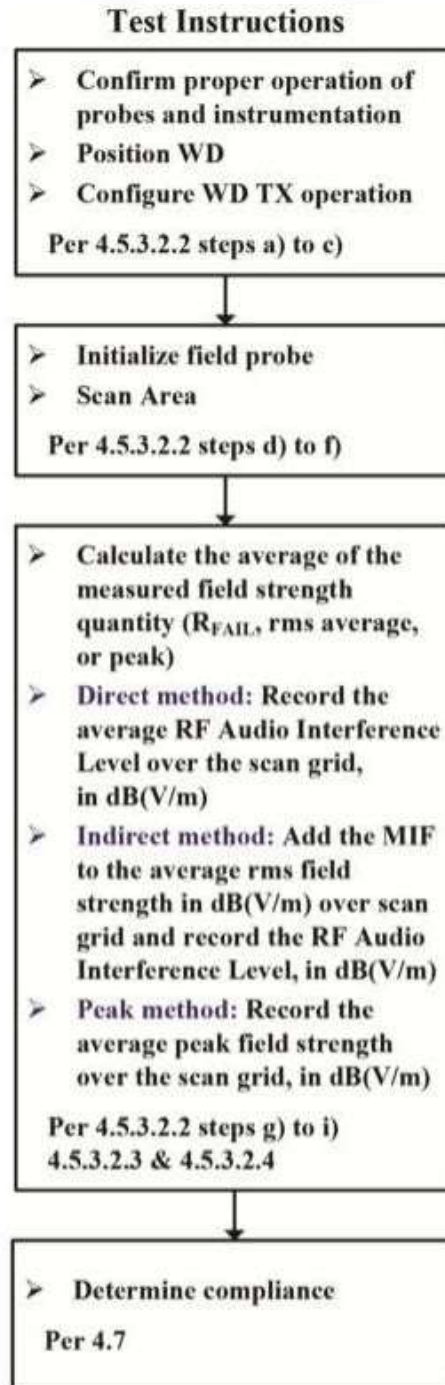 Test Instructions
➢ Confirm proper operation of
probes and instrumentation
➢ Position WD
➢ Configure WD TX operation
Per 4.5.3.2.2 steps a) to c)
➢ Initialize field probe
➢ Scan Area
Per 4.5.3.2.2 steps d) to f)
➢ Calculate the average of the
measured field strength
quantity (RFAIL, rms average,
or peak)
➢ Direct method: Record the
average RF Audio Interference
Level over the scan grid,
in dB(V/m)
➢ Indirect method: Add the MIF
to the average rms field
strength in dB(V/m) over scan
grid and record the RF Audio
Interference Level, in dB(V/m)
➢ Peak method: Record the
average peak field strength
over the scan grid, in dB(V/m)
Per 4.5.3.2.2 steps g) to i)
4.5.3.2.3 & 4.5.3.2.4
➢ Determine compliance
Per 4.7